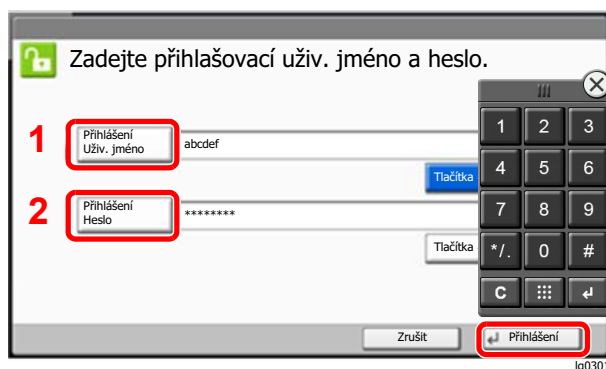 Zadejte přihlašovací uživ. jméno a heslo.
1
Přihlášení
Uživ. jméno
abcdef
Tlačítka
2
Přihlášení
Heslo
********
Tlačítka
1 2 3
4 5 6
7 8 9
*/. 0 #
C
Zrušit
Přihlášení